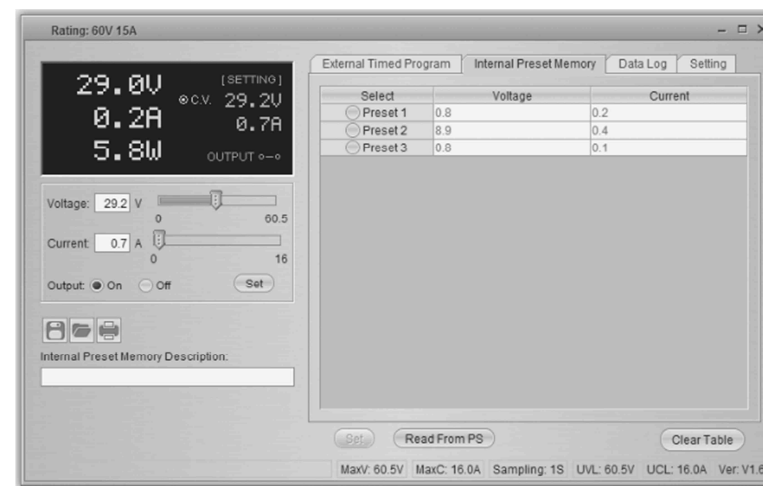 Rating: 60V 15A
29.0V [SETTING]
C.V. 29.2V
0.2A 0.7A
5.8W OUTPUT
Voltage: 29.2 V
0 60.5
Current: 0.7 A
0 16
Output: On Off Set
Internal Preset Memory Description:
External Timed Program Internal Preset Memory Data Log Setting
Select Voltage Current
Preset 1 0.8 0.2
Preset 2 8.9 0.4
Preset 3 0.8 0.1
Set Read From PS Clear Table
MaxV: 60.5V MaxC: 16.0A Sampling: 1S UVL: 60.5V UCL: 16.0A Ver: V1.6